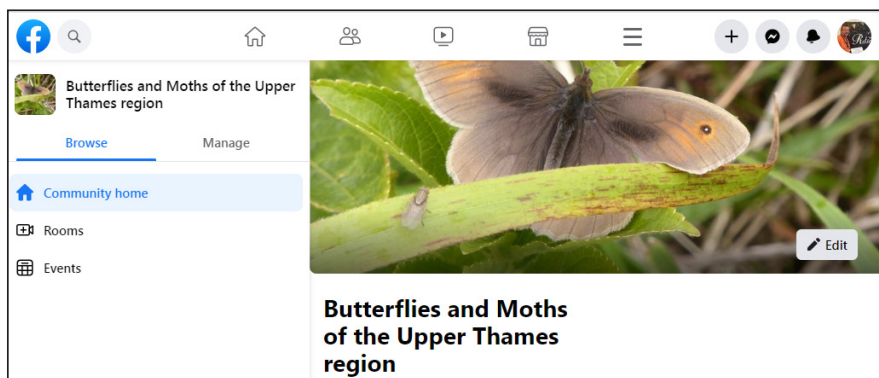 Butterflies and Moths of the Upper
Thames region
Browse
Manage
Community home
Rooms
Events
Edit
Butterflies and Moths
of the Upper Thames
region